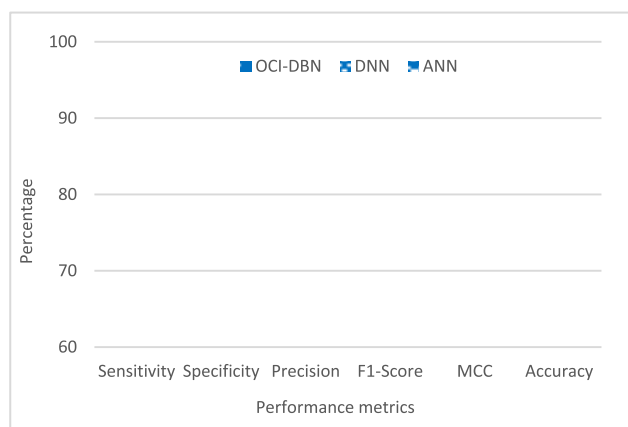 100
OCI-DBN DNN ANN
90
80
70
60
Percentage
Sensitivity Specificity Precision F1-Score MCC Accuracy
Performance metrics